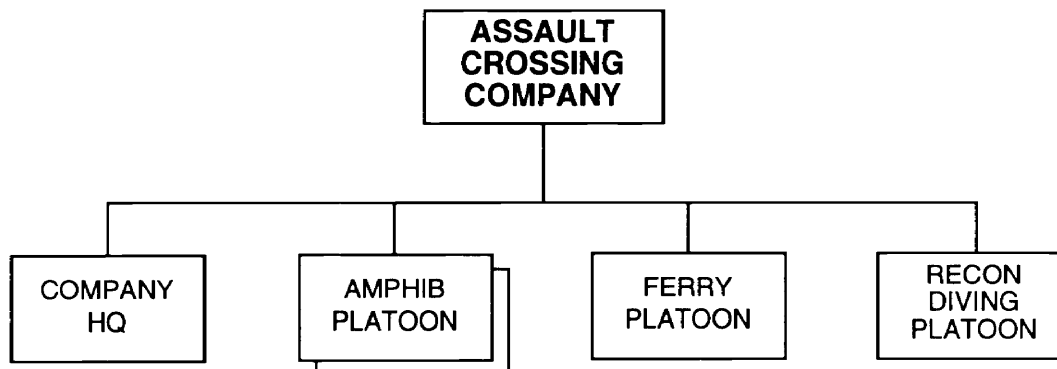 ASSAULT
CROSSING
COMPANY
COMPANY
HQ
AMPHIB
PLATOON
FERRY
PLATOON
RECON
DIVING
PLATOON